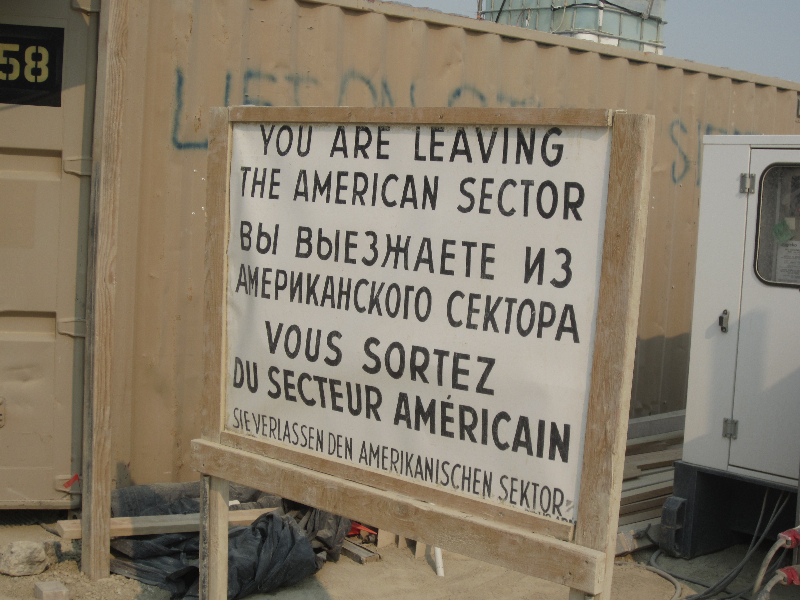 58
YOU ARE LEAVING
THE AMERICAN SECTOR
ВЫ ВЫЕЗЖАЕТЕ ИЗ
АМЕРИКАНСКОГО СЕКТОРА
VOUS SORTEZ
DU SECTEUR AMÉRICAIN
SIE VERLASSEN DEN AMERIKANISCHEN SEKTOR